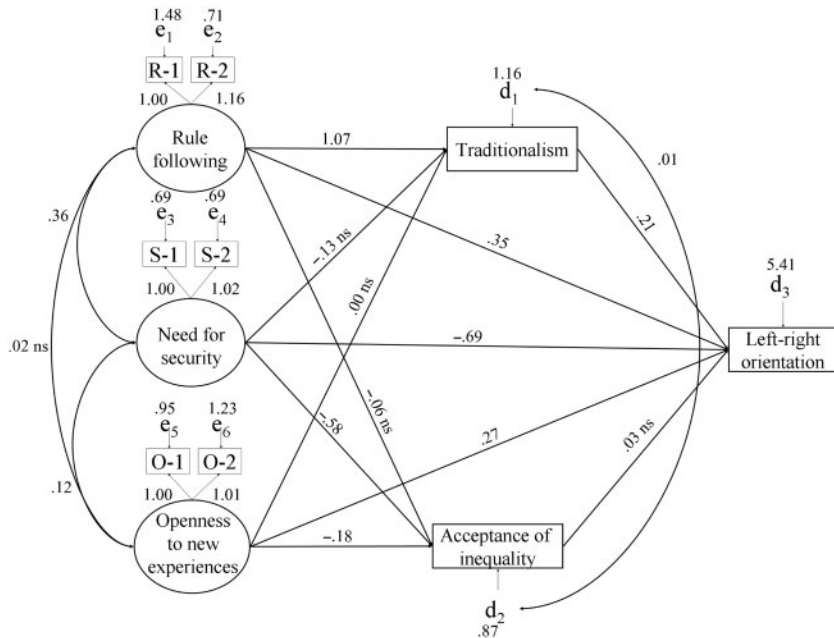 1.48
.71
e1
e2
R-1
R-2
1.00
1.16
Rule
following
1.07
1.16
d1
Traditionalism
.01
.36
.69
.69
e3
e4
S-1
S-2
1.00
1.02
Need for
security
–.13 ns
.00 ns
.35
.21
5.41
d3
Left-right
orientation
.02 ns
–.69
–.06 ns
–.58
.27
.03 ns
.95
1.23
e5
e6
O-1
O-2
1.00
1.01
.12
Openness
to new
experiences
–.18
Acceptance of
inequality
d2
.87